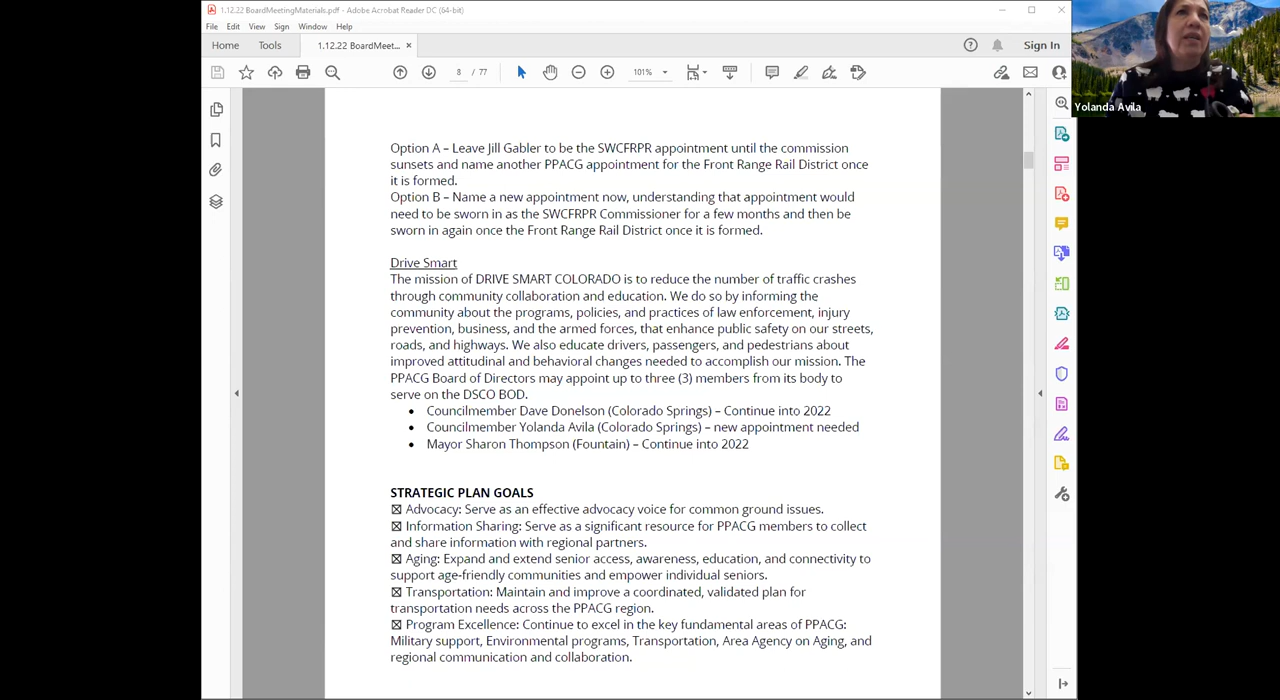 1.12.22 BoardMeetingMaterials.pdf - Adobe Acrobat Reader DC (64-bit)
File Edit View Sign Window Help
Home Tools 1.12.22 BoardMeet... × Sign In
8 / 77 101%
Yolanda Avila
Option A – Leave Jill Gabler to be the SWCFRPR appointment until the commission
sunsets and name another PPACG appointment for the Front Range Rail District once
it is formed.
Option B – Name a new appointment now, understanding that appointment would
need to be sworn in as the SWCFRPR Commissioner for a few months and then be
sworn in again once the Front Range Rail District once it is formed.
Drive Smart
The mission of DRIVE SMART COLORADO is to reduce the number of traffic crashes
through community collaboration and education. We do so by informing the
community about the programs, policies, and practices of law enforcement, injury
prevention, business, and the armed forces, that enhance public safety on our streets,
roads, and highways. We also educate drivers, passengers, and pedestrians about
improved attitudinal and behavioral changes needed to accomplish our mission. The
PPACG Board of Directors may appoint up to three (3) members from its body to
serve on the DSCO BOD.
• Councilmember Dave Donelson (Colorado Springs) – Continue into 2022
• Councilmember Yolanda Avila (Colorado Springs) – new appointment needed
• Mayor Sharon Thompson (Fountain) – Continue into 2022
STRATEGIC PLAN GOALS
☒ Advocacy: Serve as an effective advocacy voice for common ground issues.
☒ Information Sharing: Serve as a significant resource for PPACG members to collect
and share information with regional partners.
☒ Aging: Expand and extend senior access, awareness, education, and connectivity to
support age-friendly communities and empower individual seniors.
☒ Transportation: Maintain and improve a coordinated, validated plan for
transportation needs across the PPACG region.
☒ Program Excellence: Continue to excel in the key fundamental areas of PPACG:
Military support, Environmental programs, Transportation, Area Agency on Aging, and
regional communication and collaboration.